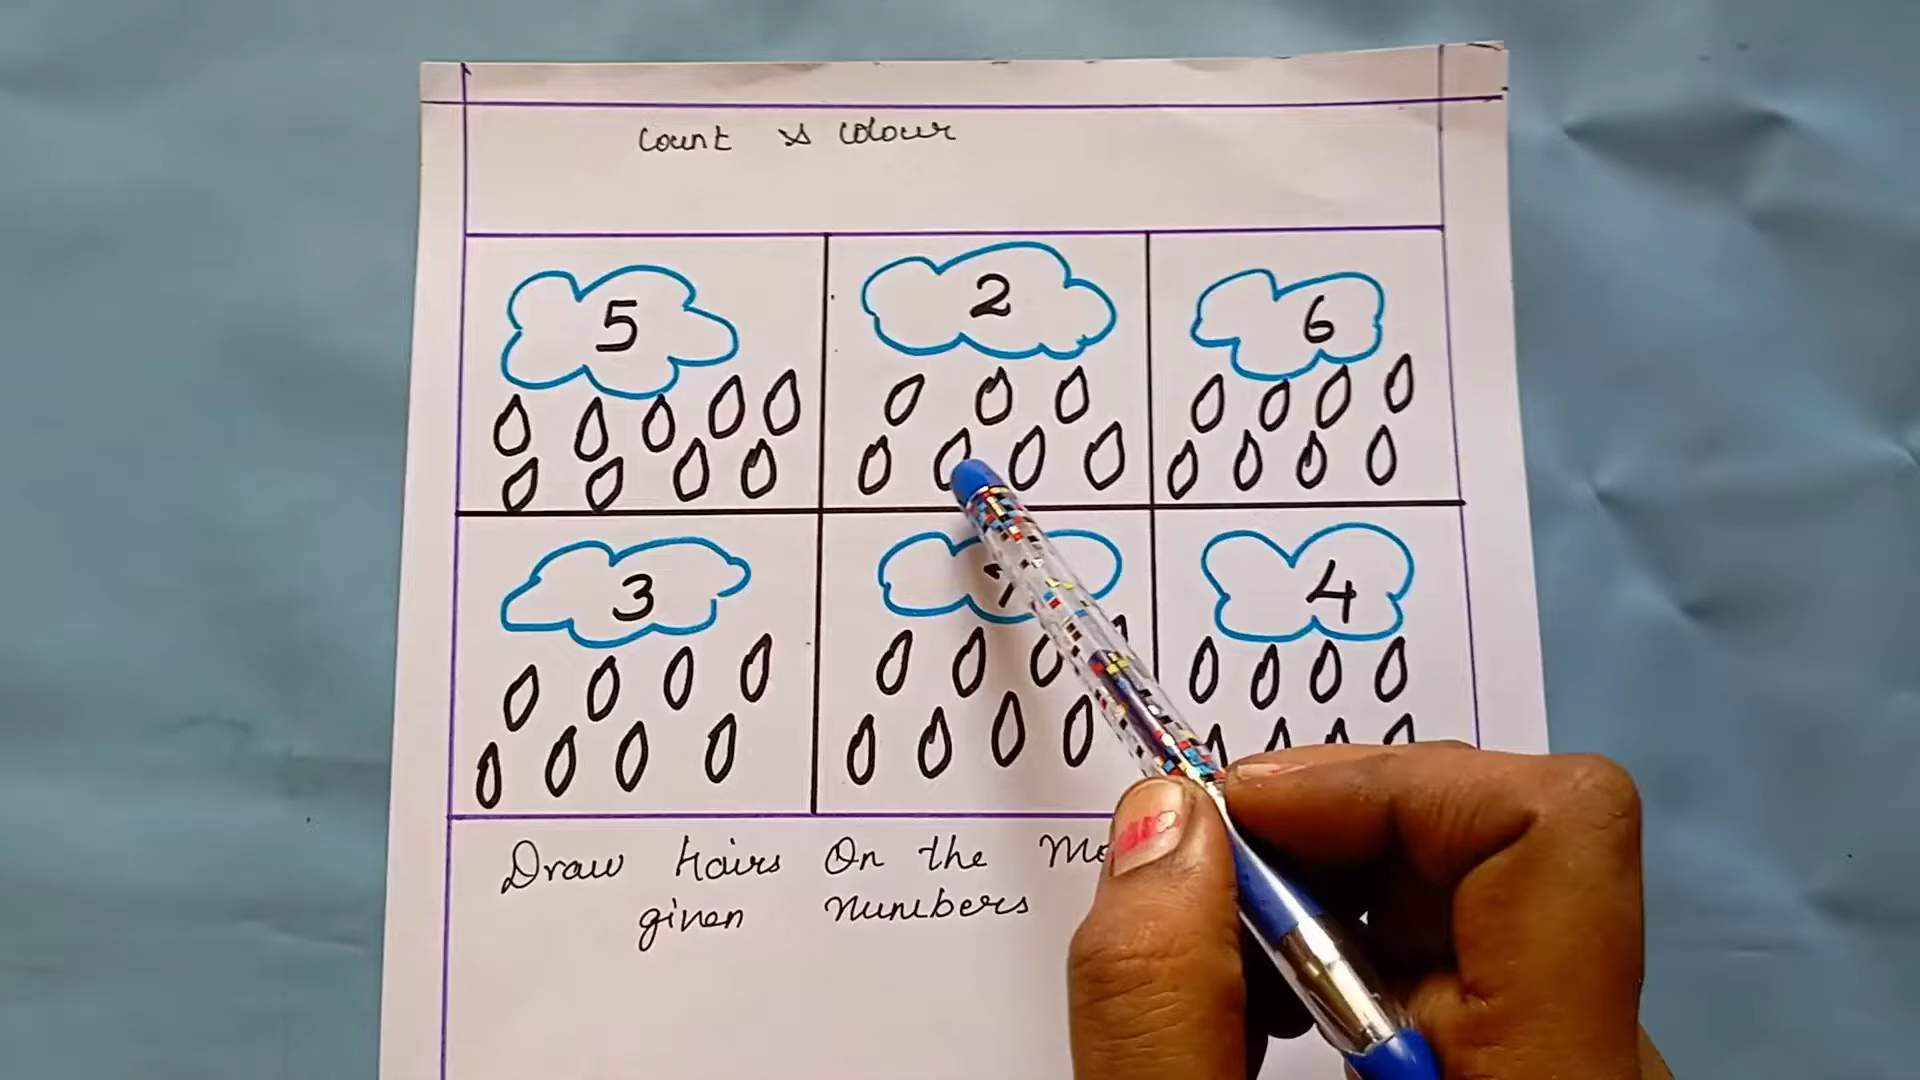 Count & Colour
5 2 6
3 4
Draw hairs On the
given numbers